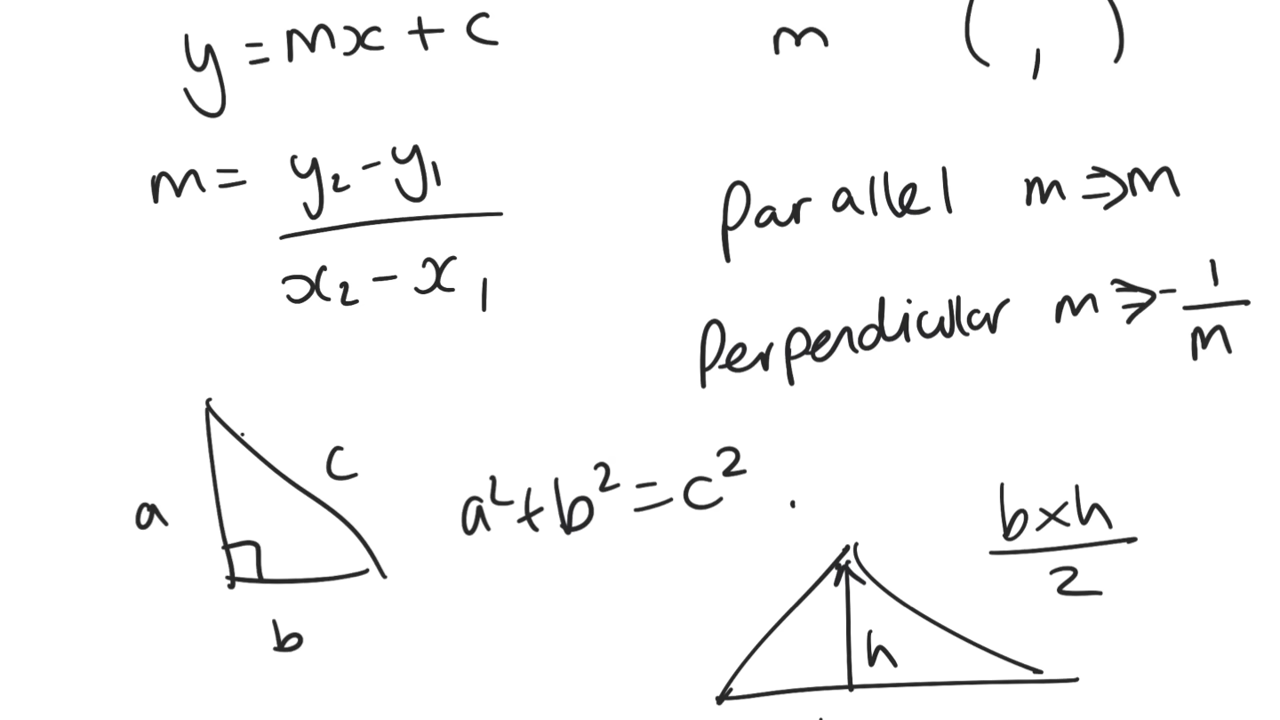 y = mx + c
m ( , )
m = y₂ - y₁ / x₂ - x₁
Parallel m ⇒ m
Perpendicular m ⇒ - 1/m
a
c
b
a² + b² = c²
b × h / 2
h